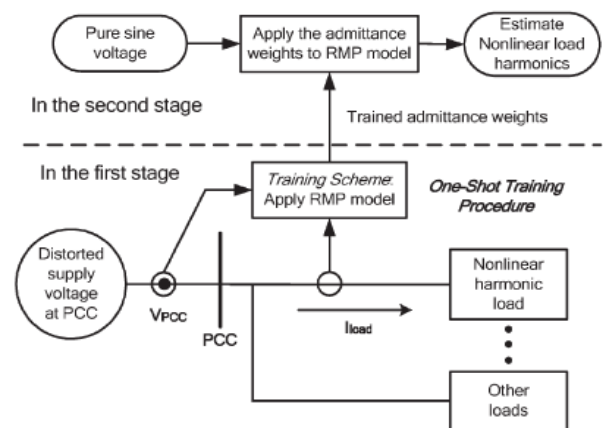 Pure sine
voltage
Apply the admittance
weights to RMP model
Estimate
Nonlinear load
harmonics
In the second stage
Trained admittance weights
In the first stage
Training Scheme:
Apply RMP model
One-Shot Training
Procedure
Distorted
supply
voltage
at PCC
VPCC
PCC
Iload
Nonlinear
harmonic
load
Other
loads